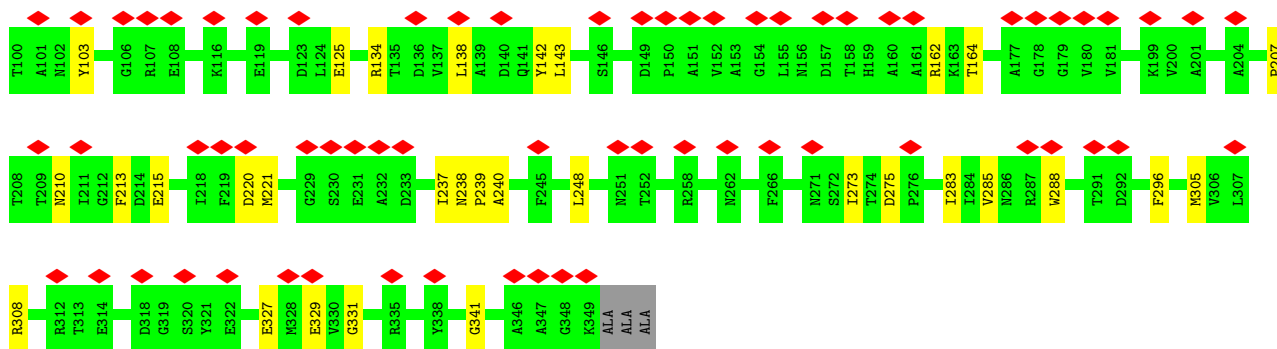 T100 A101 N102 Y103 G106 R107 E108 K116 E119 D123 L124 E125 R134 T135 D136 V137 L138 A139 D140 Q141 Y142 L143 S146 D149 P150 A151 V152 A153 G154 L155 N156 D157 T158 H159 A160 A161 R162 K163 T164 A177 G178 G179 V180 V181 K199 V200 A201 A204 P207
T208 T209 N210 I211 G212 F213 D214 E215 I218 F219 D220 M221 G229 S230 E231 A232 D233 I237 N238 P239 A240 F245 L248 N251 T252 R258 N262 F266 N271 S272 I273 T274 D275 P276 I283 I284 V285 N286 R287 W288 T291 D292 F296 M305 V306 L307
R308 R312 T313 E314 D318 G319 S320 Y321 E322 E327 M328 E329 V330 G331 R335 Y338 G341 A346 A347 G348 K349 ALA ALA ALA